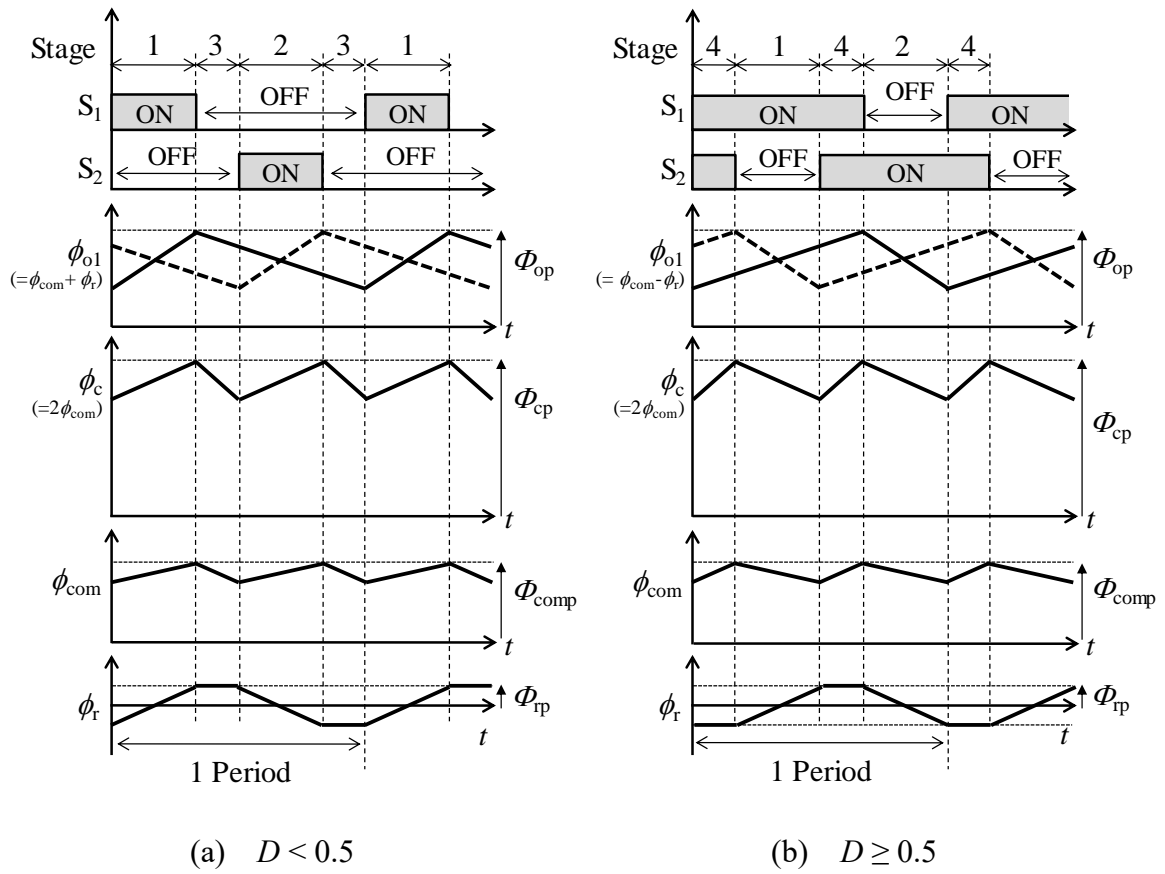 Stage
1 3 2 3 1
S1
ON
OFF
ON
S2
OFF
ON
OFF
ϕo1
(=ϕcom+ ϕr)
Φop
t
ϕc
(=2ϕcom)
Φcp
t
ϕcom
Φcomp
t
ϕr
Φrp
t
1 Period
(a) D < 0.5
Stage
4 1 4 2 4
S1
ON
OFF
ON
S2
OFF
ON
OFF
ϕo1
(= ϕcom-ϕr)
Φop
t
ϕc
(=2ϕcom)
Φcp
t
ϕcom
Φcomp
t
ϕr
Φrp
t
1 Period
(b) D ≥ 0.5